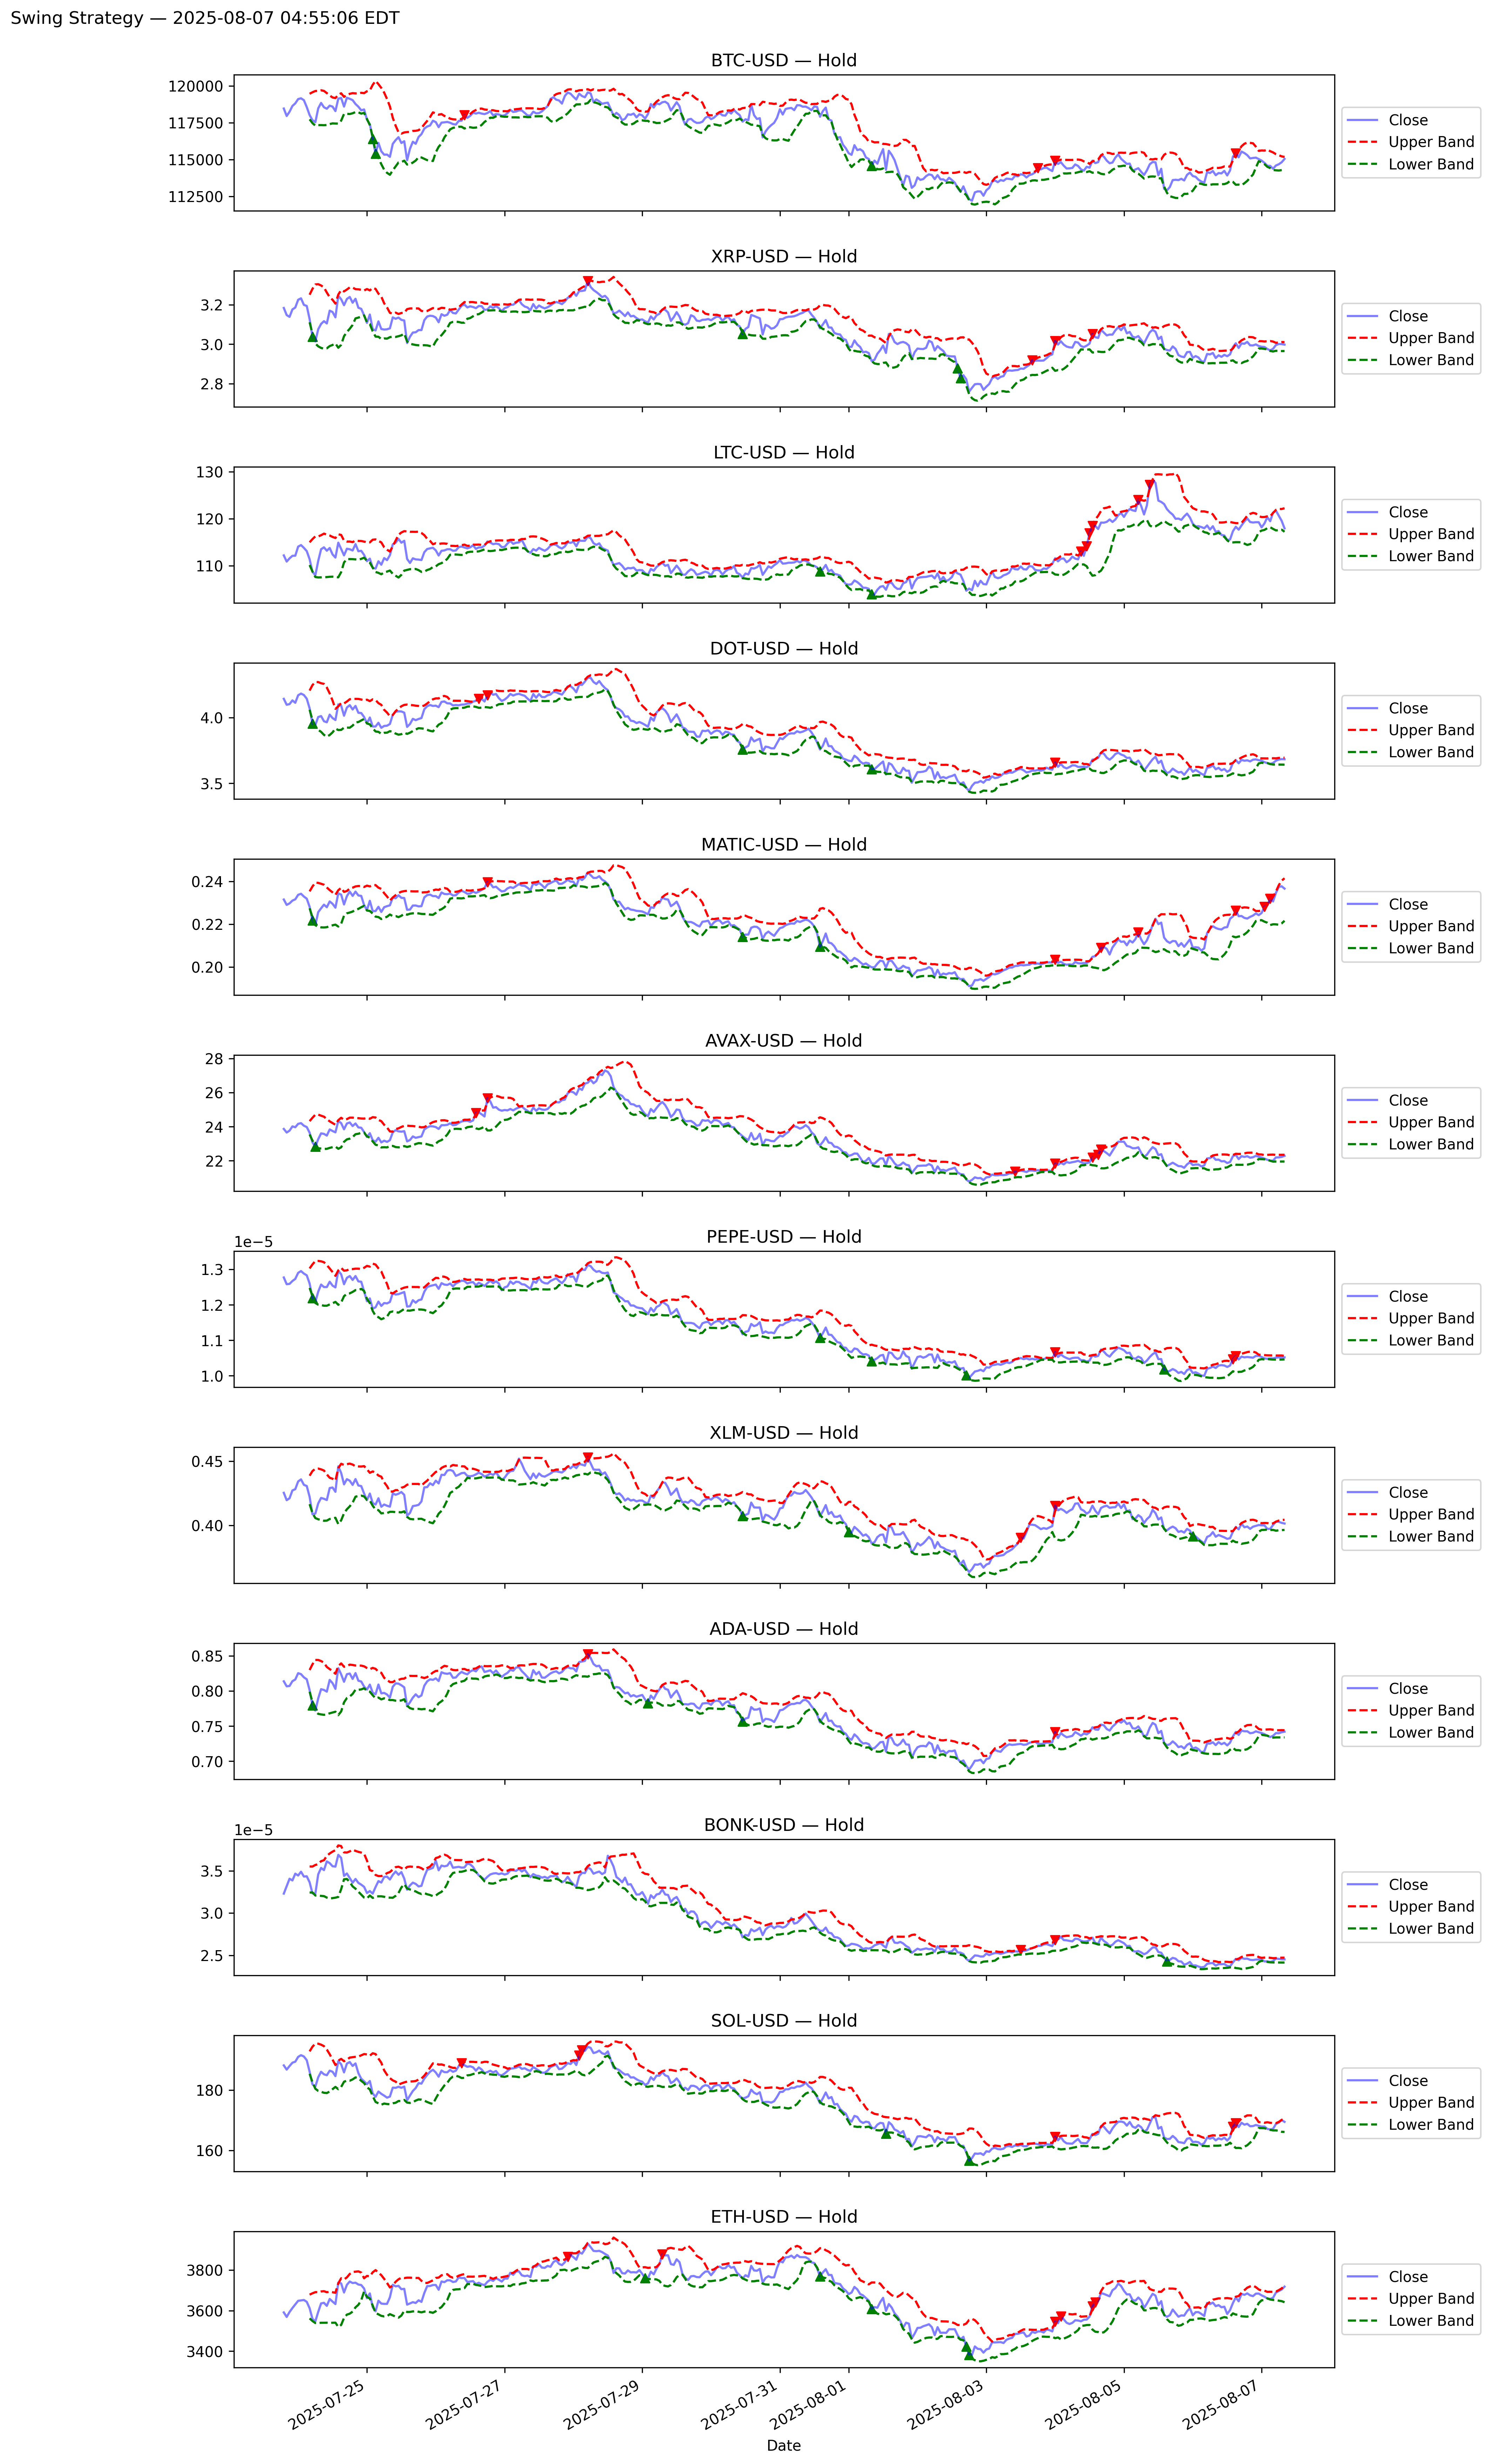 Swing Strategy — 2025-08-07 04:55:06 EDT
BTC-USD — Hold
120000
117500
115000
112500
Close
Upper Band
Lower Band
XRP-USD — Hold
3.2
3.0
2.8
Close
Upper Band
Lower Band
LTC-USD — Hold
130
120
110
Close
Upper Band
Lower Band
DOT-USD — Hold
4.0
3.5
Close
Upper Band
Lower Band
MATIC-USD — Hold
0.24
0.22
0.20
Close
Upper Band
Lower Band
AVAX-USD — Hold
28
26
24
22
Close
Upper Band
Lower Band
PEPE-USD — Hold
1e−5
1.3
1.2
1.1
1.0
Close
Upper Band
Lower Band
XLM-USD — Hold
0.45
0.40
Close
Upper Band
Lower Band
ADA-USD — Hold
0.85
0.80
0.75
0.70
Close
Upper Band
Lower Band
BONK-USD — Hold
1e−5
3.5
3.0
2.5
Close
Upper Band
Lower Band
SOL-USD — Hold
180
160
Close
Upper Band
Lower Band
ETH-USD — Hold
3800
3600
3400
Close
Upper Band
Lower Band
2025-07-25
2025-07-27
2025-07-29
2025-07-31
2025-08-01
2025-08-03
2025-08-05
2025-08-07
Date